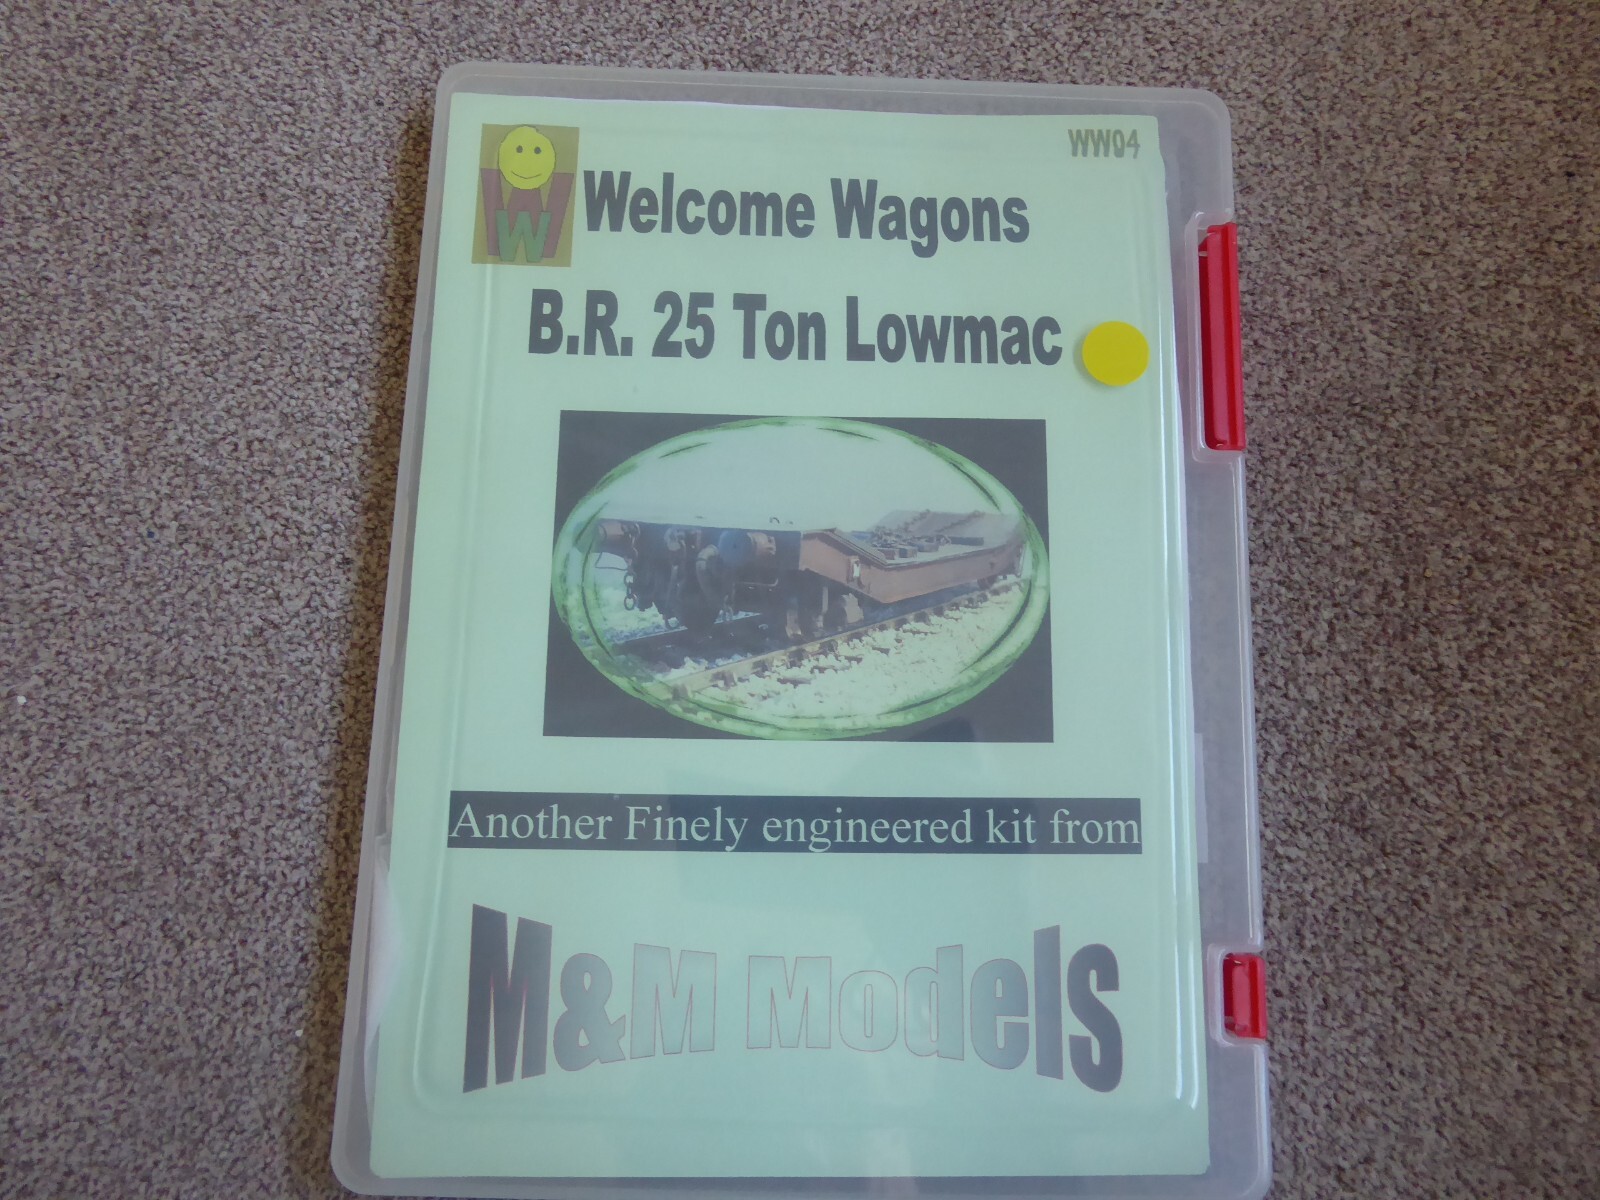 WW04
W
W
Welcome Wagons
B.R. 25 Ton Lowmac
Another Finely engineered kit from
M&M Models